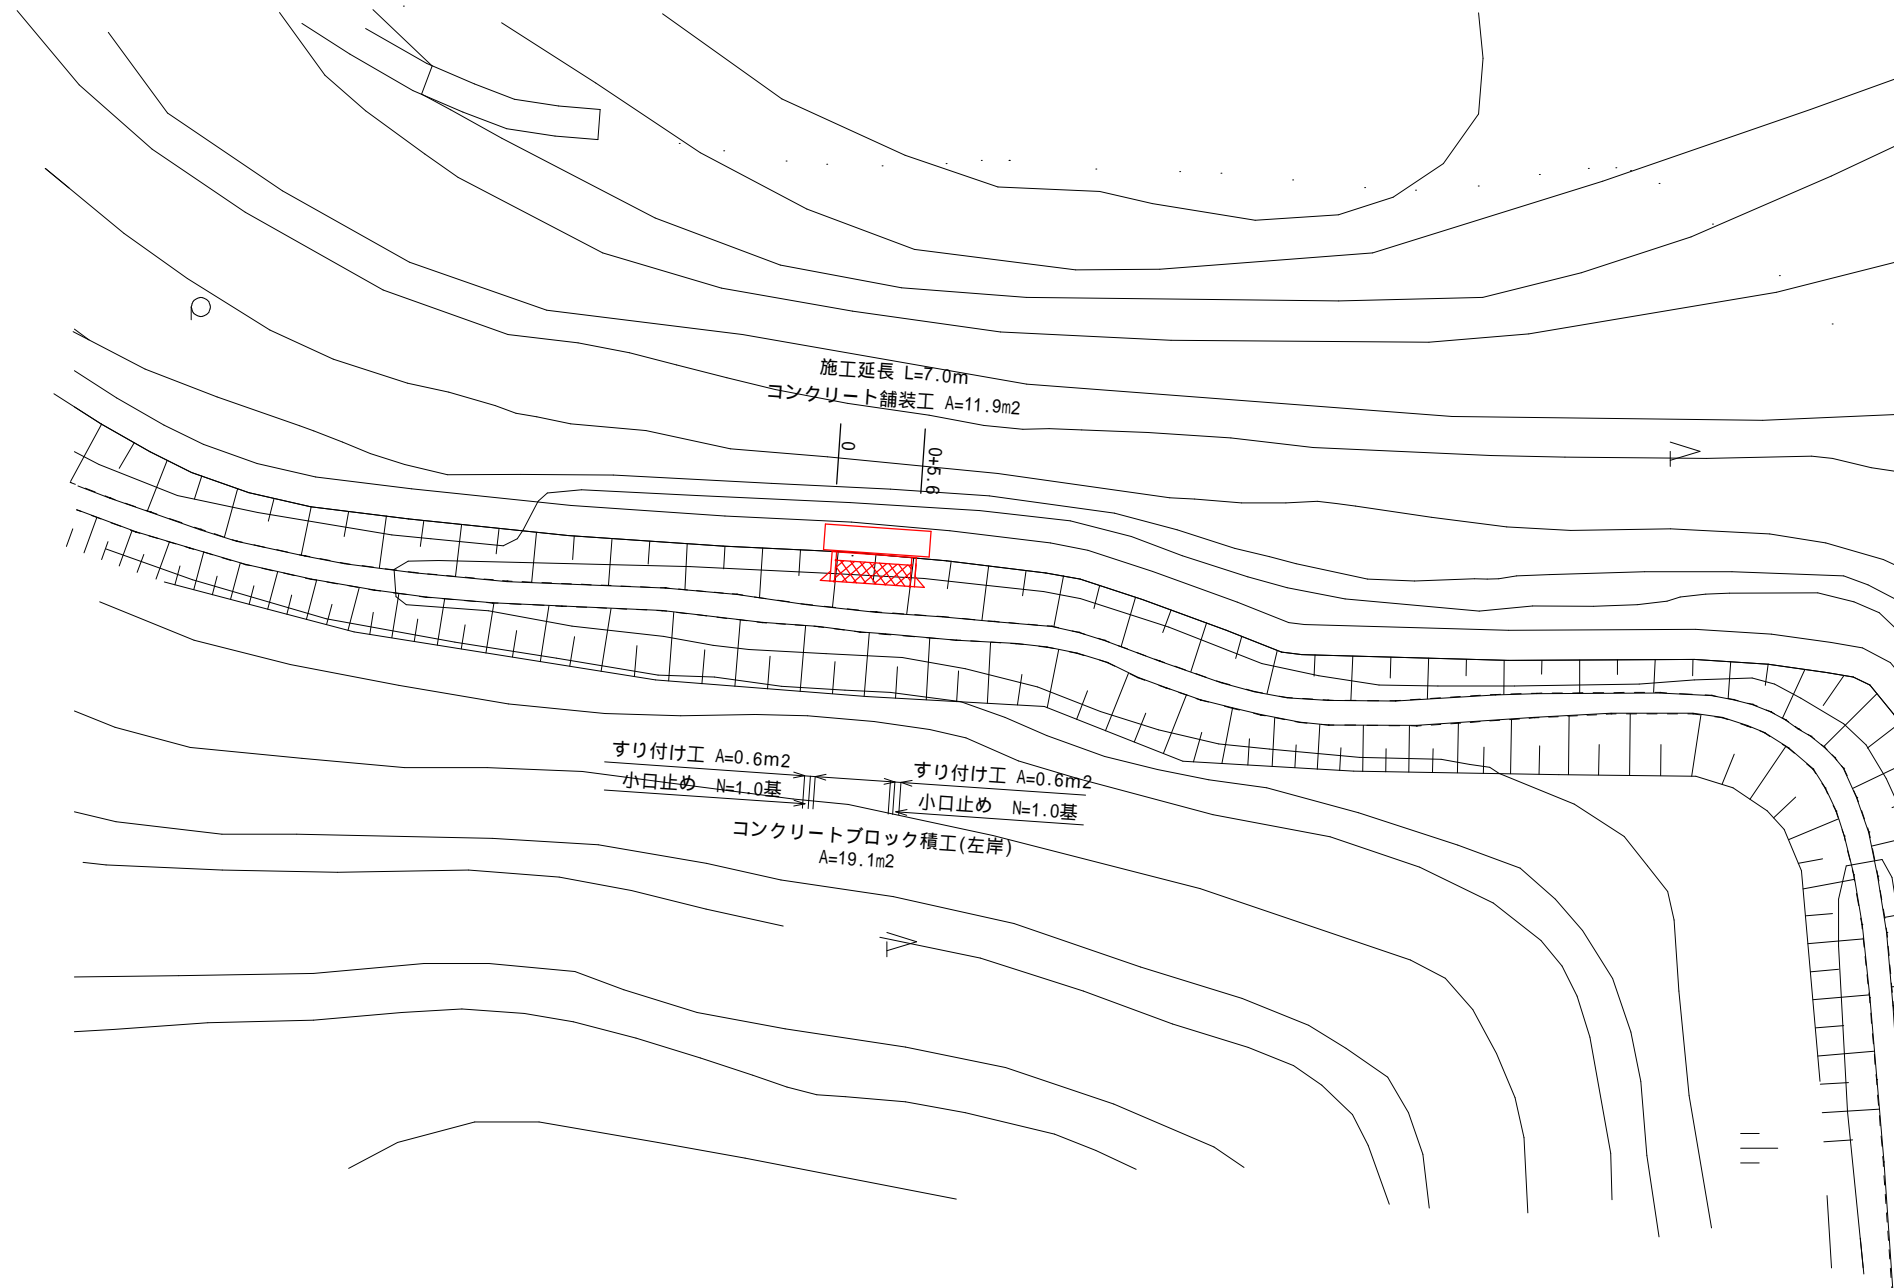 施工延長 L=7.0m
コンクリート舗装工 A=11.9m2
0
0+5.6
すり付け工 A=0.6m2
小口止め N=1.0基
すり付け工 A=0.6m2
小口止め N=1.0基
コンクリートブロック積工(左岸)
A=19.1m2